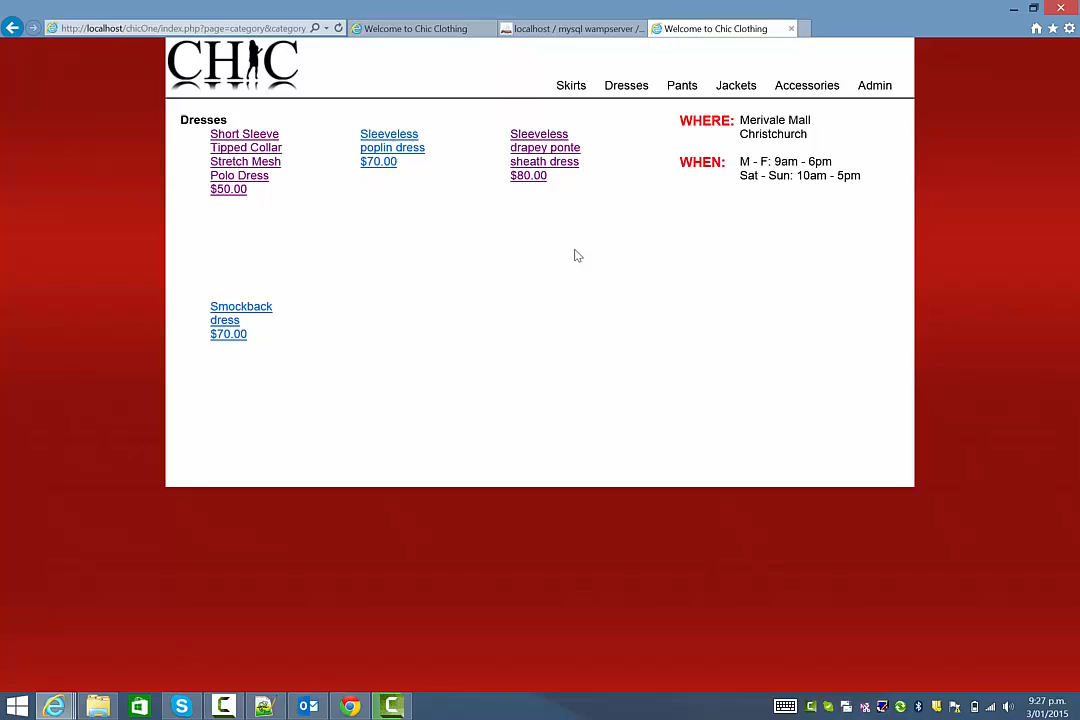 http://localhost/chicOne/index.php?page=category&category
Welcome to Chic Clothing
localhost / mysql wampserver /...
Welcome to Chic Clothing
CHIC
Skirts Dresses Pants Jackets Accessories Admin
Dresses
Short Sleeve
Tipped Collar
Stretch Mesh
Polo Dress
$50.00
Sleeveless
poplin dress
$70.00
Sleeveless
drapey ponte
sheath dress
$80.00
Smockback
dress
$70.00
WHERE: Merivale Mall
Christchurch
WHEN: M - F: 9am - 6pm
Sat - Sun: 10am - 5pm
9:27 p.m.
3/01/2015